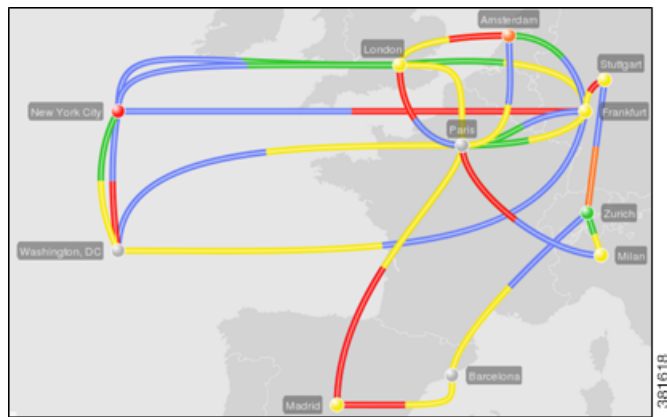 Amsterdam
London
Stuttgart
New York City
Frankfurt
Paris
Zurich
Washington, DC
Milan
Barcelona
Madrid
381618